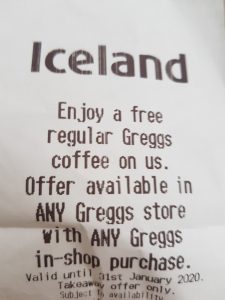 Iceland
Enjoy a free
regular Greggs
coffee on us.
Offer available in
ANY Greggs store
with ANY Greggs
in-shop purchase.
Valid until 31st January 2020.
Takeaway offer only.
Subject to availability